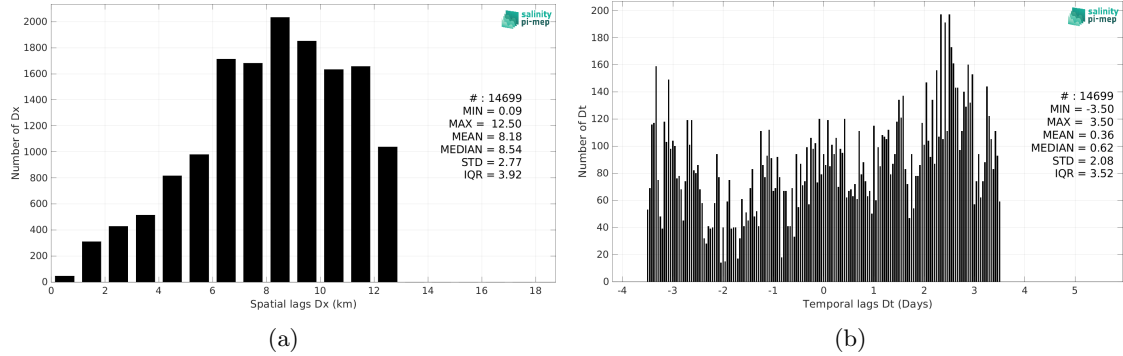 2000
1800
1600
1400
1200
1000
800
600
400
200
0
Number of Dx
salinity
pi-mep
# : 14699
MIN = 0.09
MAX = 12.50
MEAN = 8.18
MEDIAN = 8.54
STD = 2.77
IQR = 3.92
0 2 4 6 8 10 12 14 16 18
Spatial lags Dx (km)
(a)
200
180
160
140
120
100
80
60
40
20
0
Number of Dt
salinity
pi-mep
# : 14699
MIN = -3.50
MAX = 3.50
MEAN = 0.36
MEDIAN = 0.62
STD = 2.08
IQR = 3.52
-4 -3 -2 -1 0 1 2 3 4 5
Temporal lags Dt (Days)
(b)